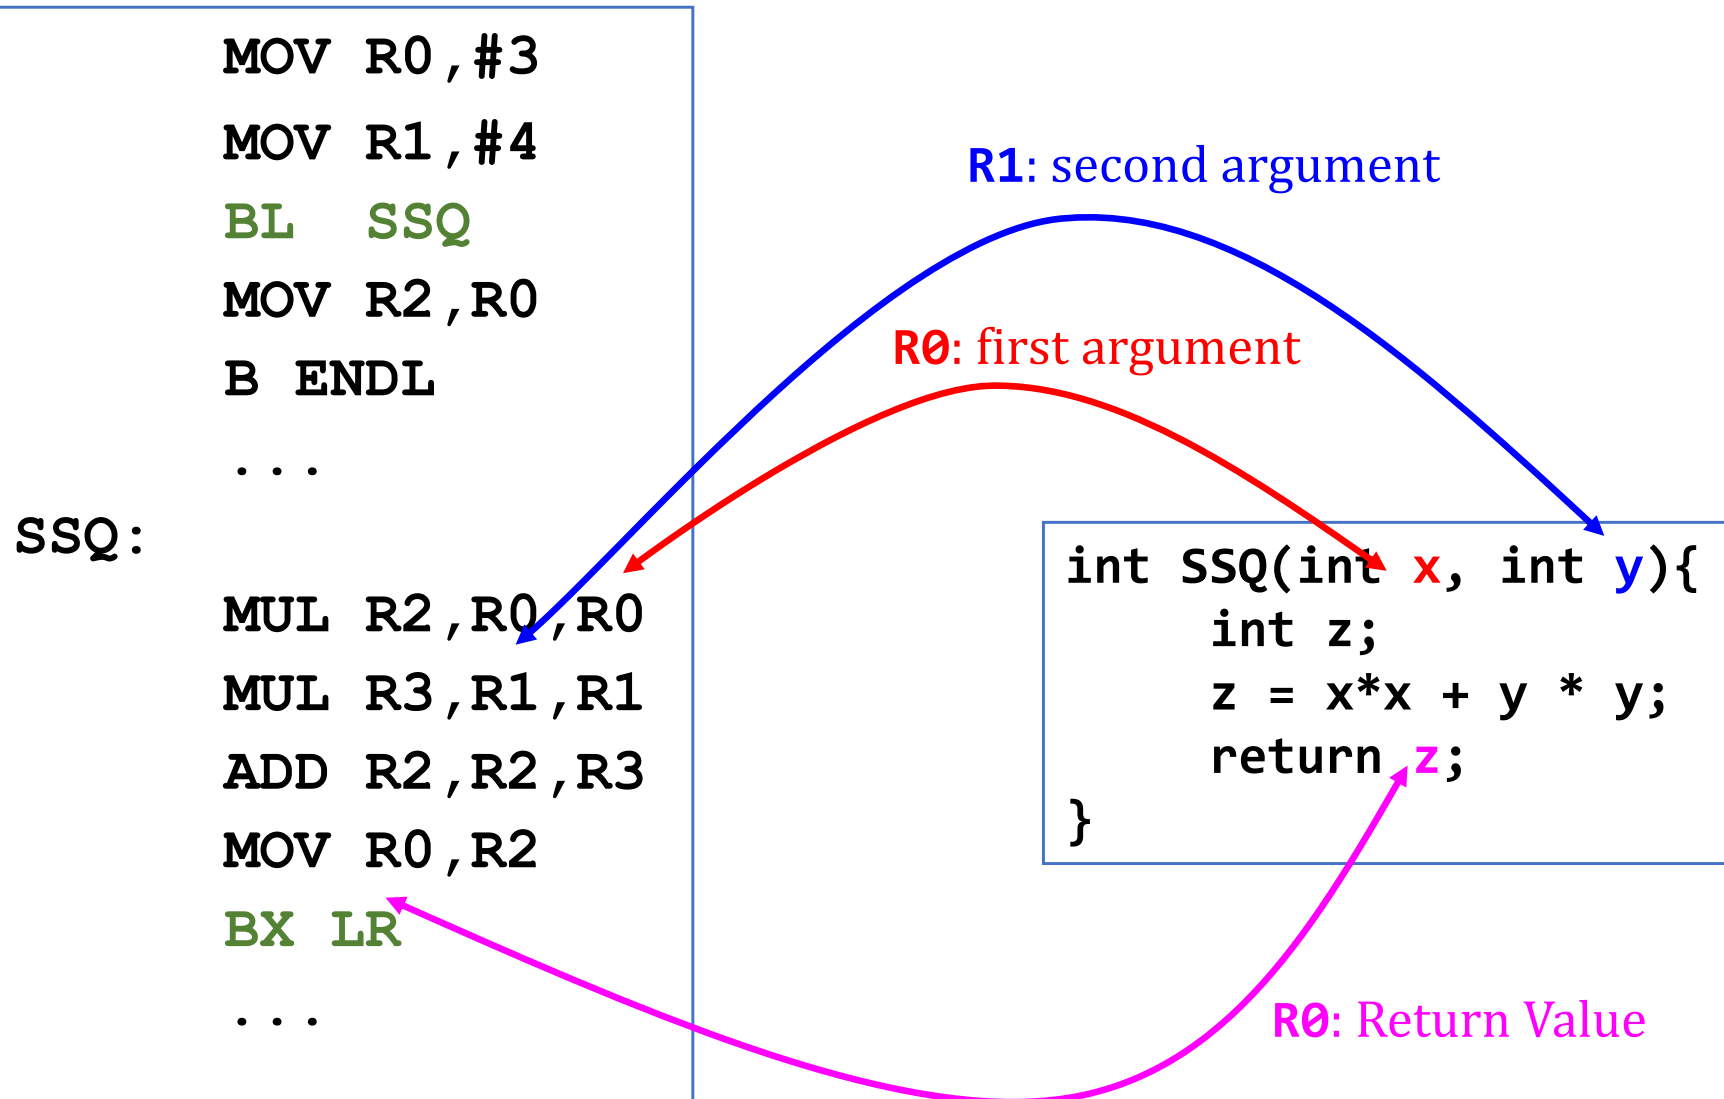 MOV R0,#3
MOV R1,#4
BL SSQ
MOV R2,R0
B ENDL
...
SSQ:
MUL R2,R0,R0
MUL R3,R1,R1
ADD R2,R2,R3
MOV R0,R2
BX LR
...
R1: second argument
R0: first argument
int SSQ(int x, int y){
int z;
z = x*x + y * y;
return z;
}
R0: Return Value